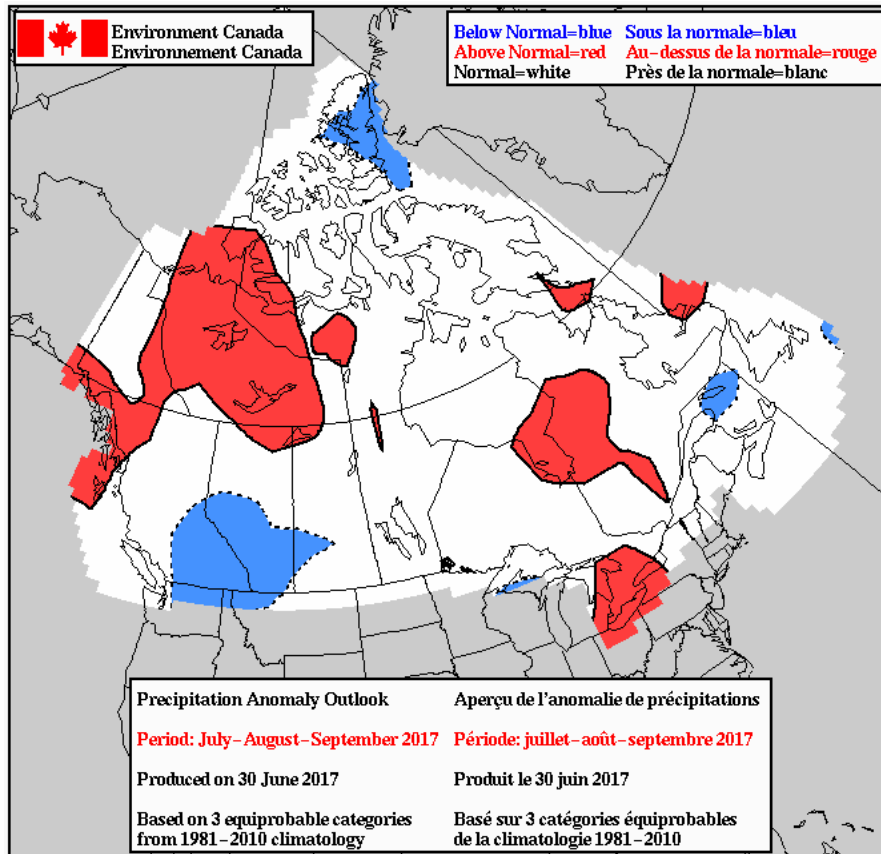 Environment Canada
Environnement Canada
Below Normal=blue Sous la normale=bleu
Above Normal=red Au-dessus de la normale=rouge
Normal=white Près de la normale=blanc
Precipitation Anomaly Outlook Aperçu de l'anomalie de précipitations
Period: July-August-September 2017 Période: juillet-août-septembre 2017
Produced on 30 June 2017 Produit le 30 juin 2017
Based on 3 equiprobable categories Basé sur 3 catégories équiprobables
from 1981-2010 climatology de la climatologie 1981-2010